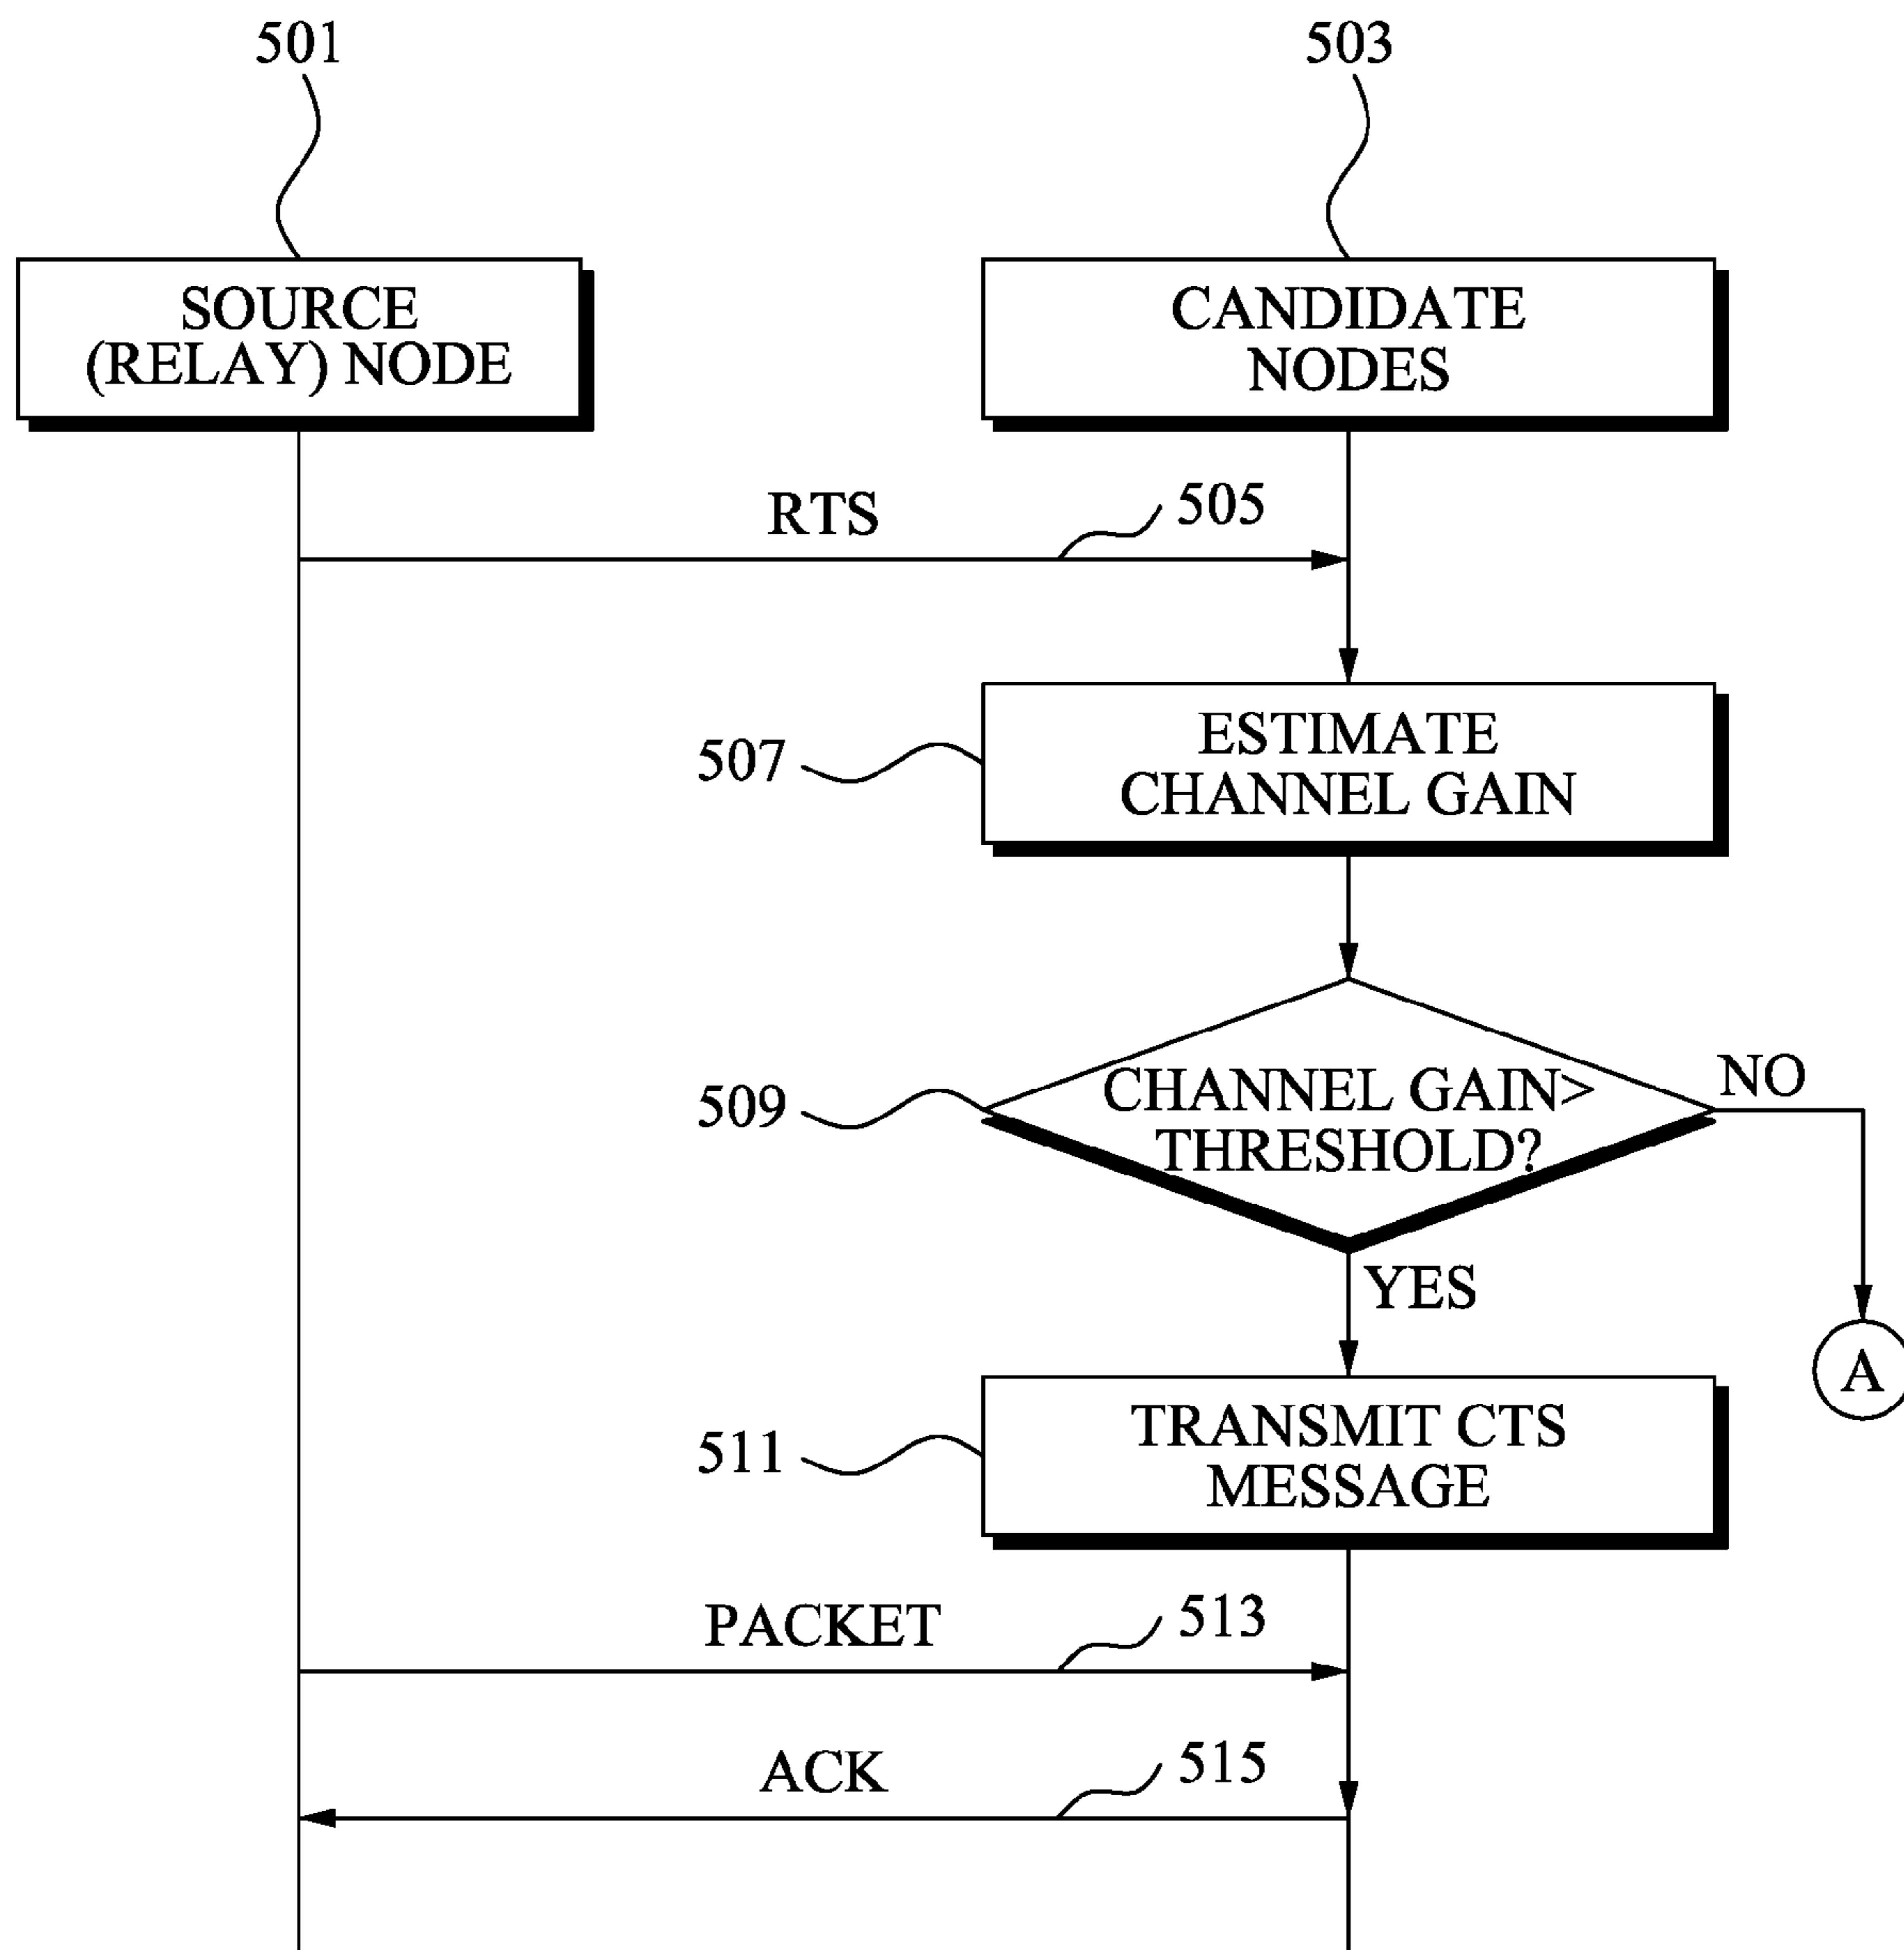 501
503
SOURCE
(RELAY) NODE
CANDIDATE
NODES
RTS
505
507
ESTIMATE
CHANNEL GAIN
509
CHANNEL GAIN>
THRESHOLD?
NO
YES
A
511
TRANSMIT CTS
MESSAGE
PACKET
513
ACK
515